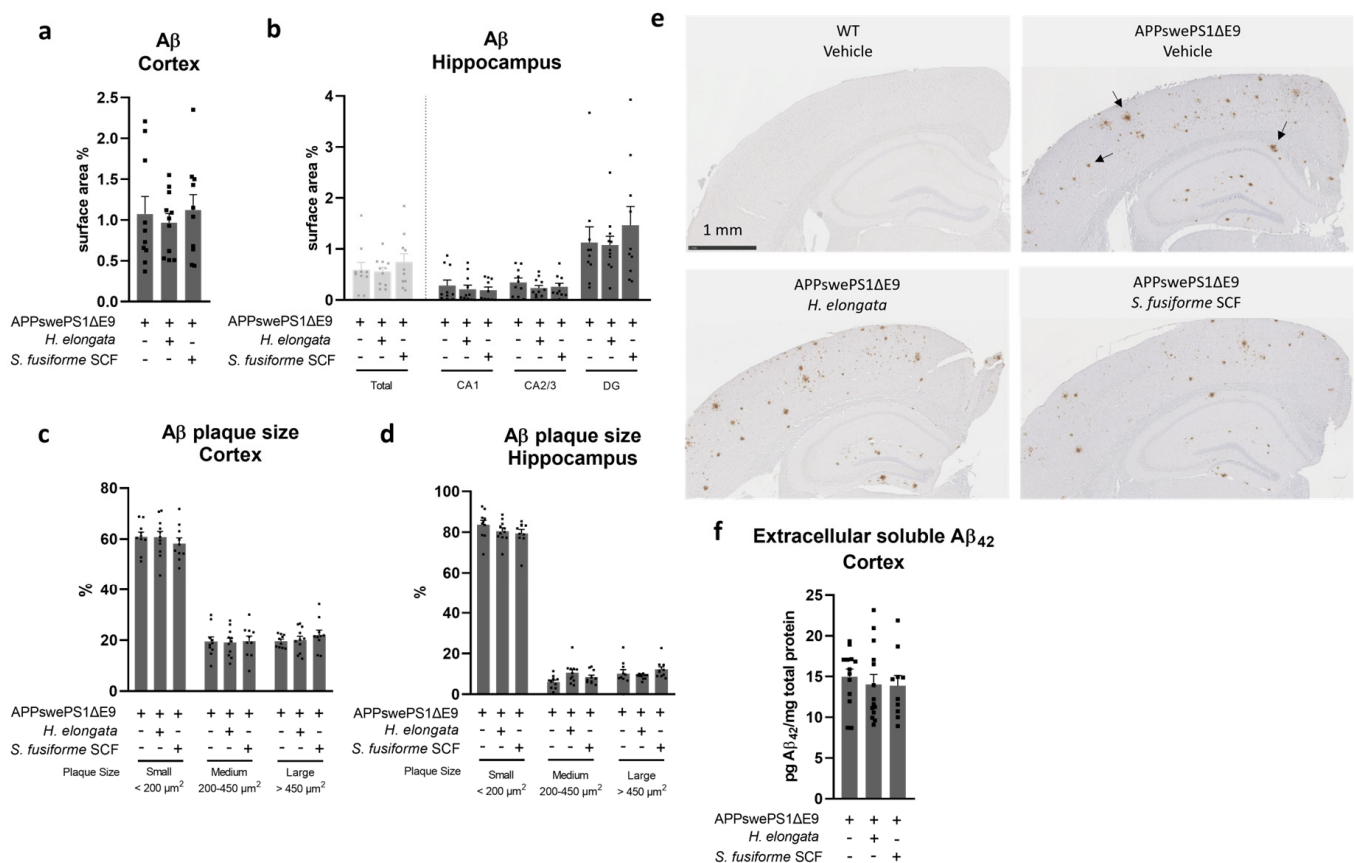 a
Aβ
Cortex
surface area %
2.5
2.0
1.5
1.0
0.5
0.0
APPswePS1ΔE9 + + +
H. elongata - + -
S. fusiforme SCF - - +
b
Aβ
Hippocampus
surface area %
4
3
2
1
0
APPswePS1ΔE9 + + + + + + + + + + + +
H. elongata - + - - + - - + - - + -
S. fusiforme SCF - - + - - + - - + - - +
Total CA1 CA2/3 DG
c
Aβ plaque size
Cortex
%
80
60
40
20
0
APPswePS1ΔE9 + + + + + + + + +
H. elongata - + - - + - - + -
S. fusiforme SCF - - + - - + - - +
Plaque Size Small Medium Large
< 200 µm² 200-450 µm² > 450 µm²
d
Aβ plaque size
Hippocampus
%
100
80
60
40
20
0
APPswePS1ΔE9 + + + + + + + + +
H. elongata - + - - + - - + -
S. fusiforme SCF - - + - - + - - +
Plaque Size Small Medium Large
< 200 µm² 200-450 µm² > 450 µm²
e
WT
Vehicle
1 mm
APPswePS1ΔE9
Vehicle
APPswePS1ΔE9
H. elongata
APPswePS1ΔE9
S. fusiforme SCF
f
Extracellular soluble Aβ₄₂
Cortex
pg Aβ₄₂/mg total protein
25
20
15
10
5
0
APPswePS1ΔE9 + + +
H. elongata - + -
S. fusiforme SCF - - +